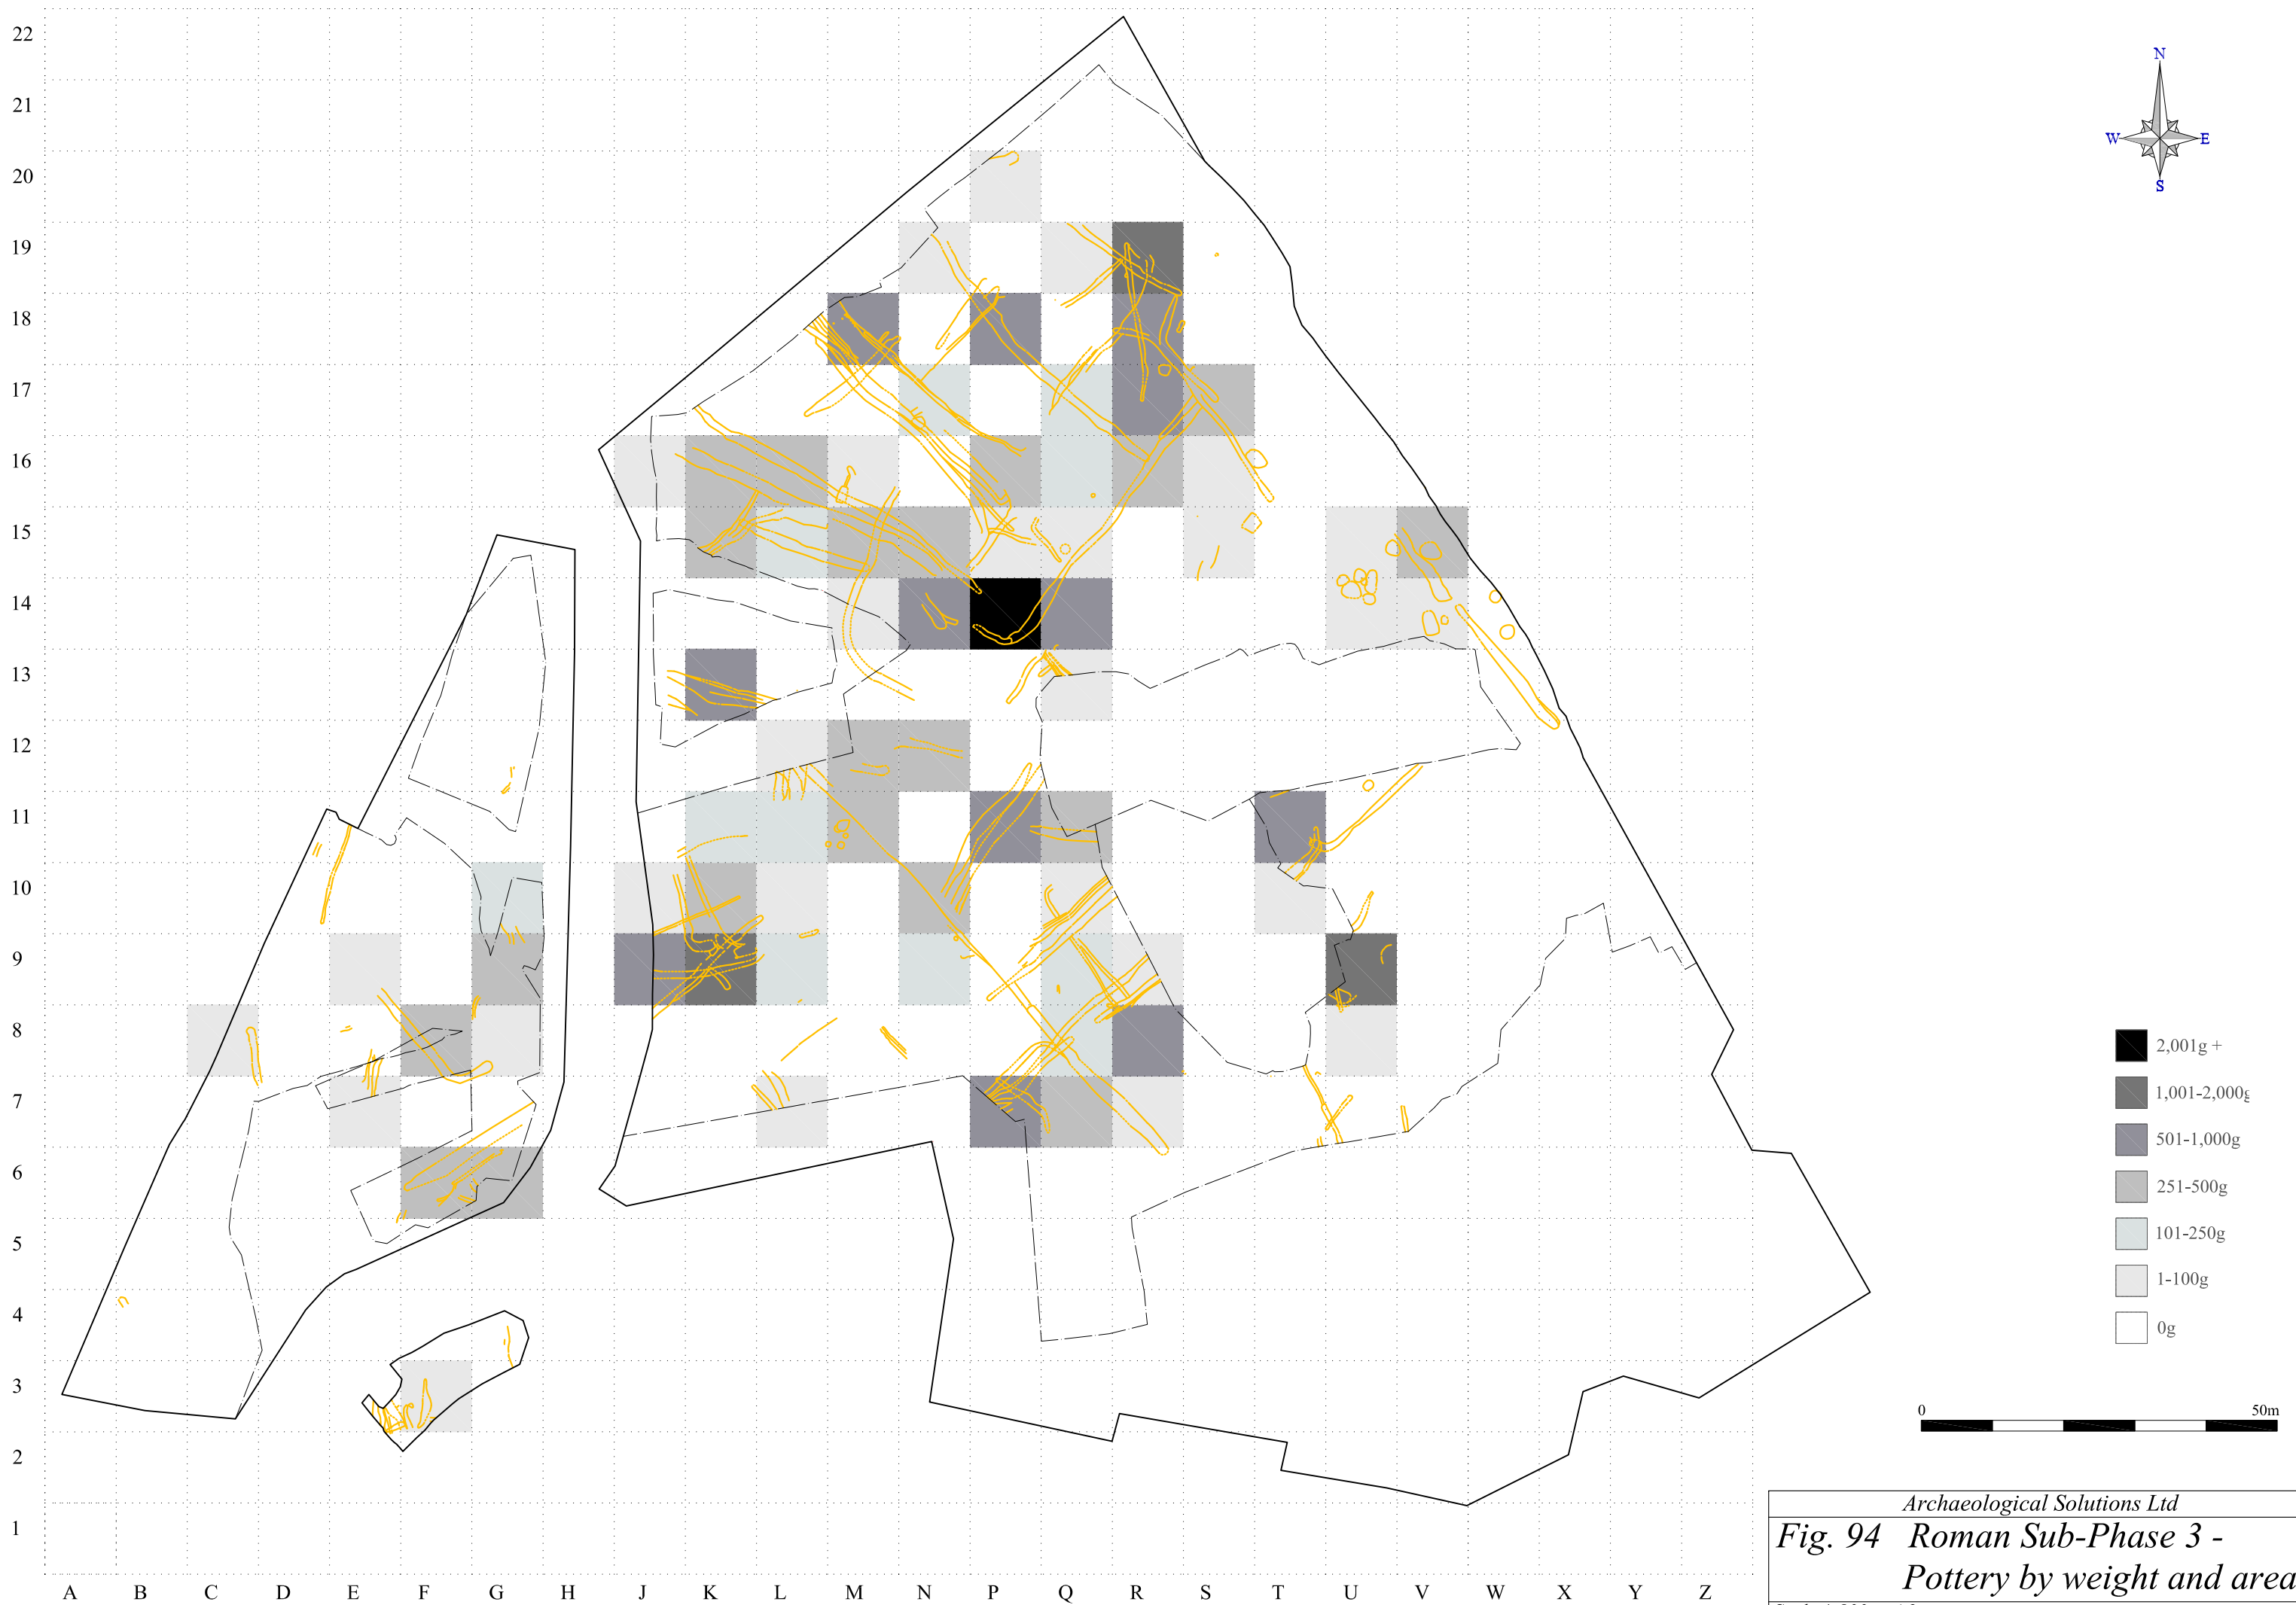 22
21
20
19
18
17
16
15
14
13
12
11
10
9
8
7
6
5
4
3
2
1
A B C D E F G H J K L M N P Q R S T U V W X Y Z
N
W E
S
2,001g +
1,001-2,000g
501-1,000g
251-500g
101-250g
1-100g
0g
0 50m
Archaeological Solutions Ltd
Fig. 94 Roman Sub-Phase 3 -
Pottery by weight and area